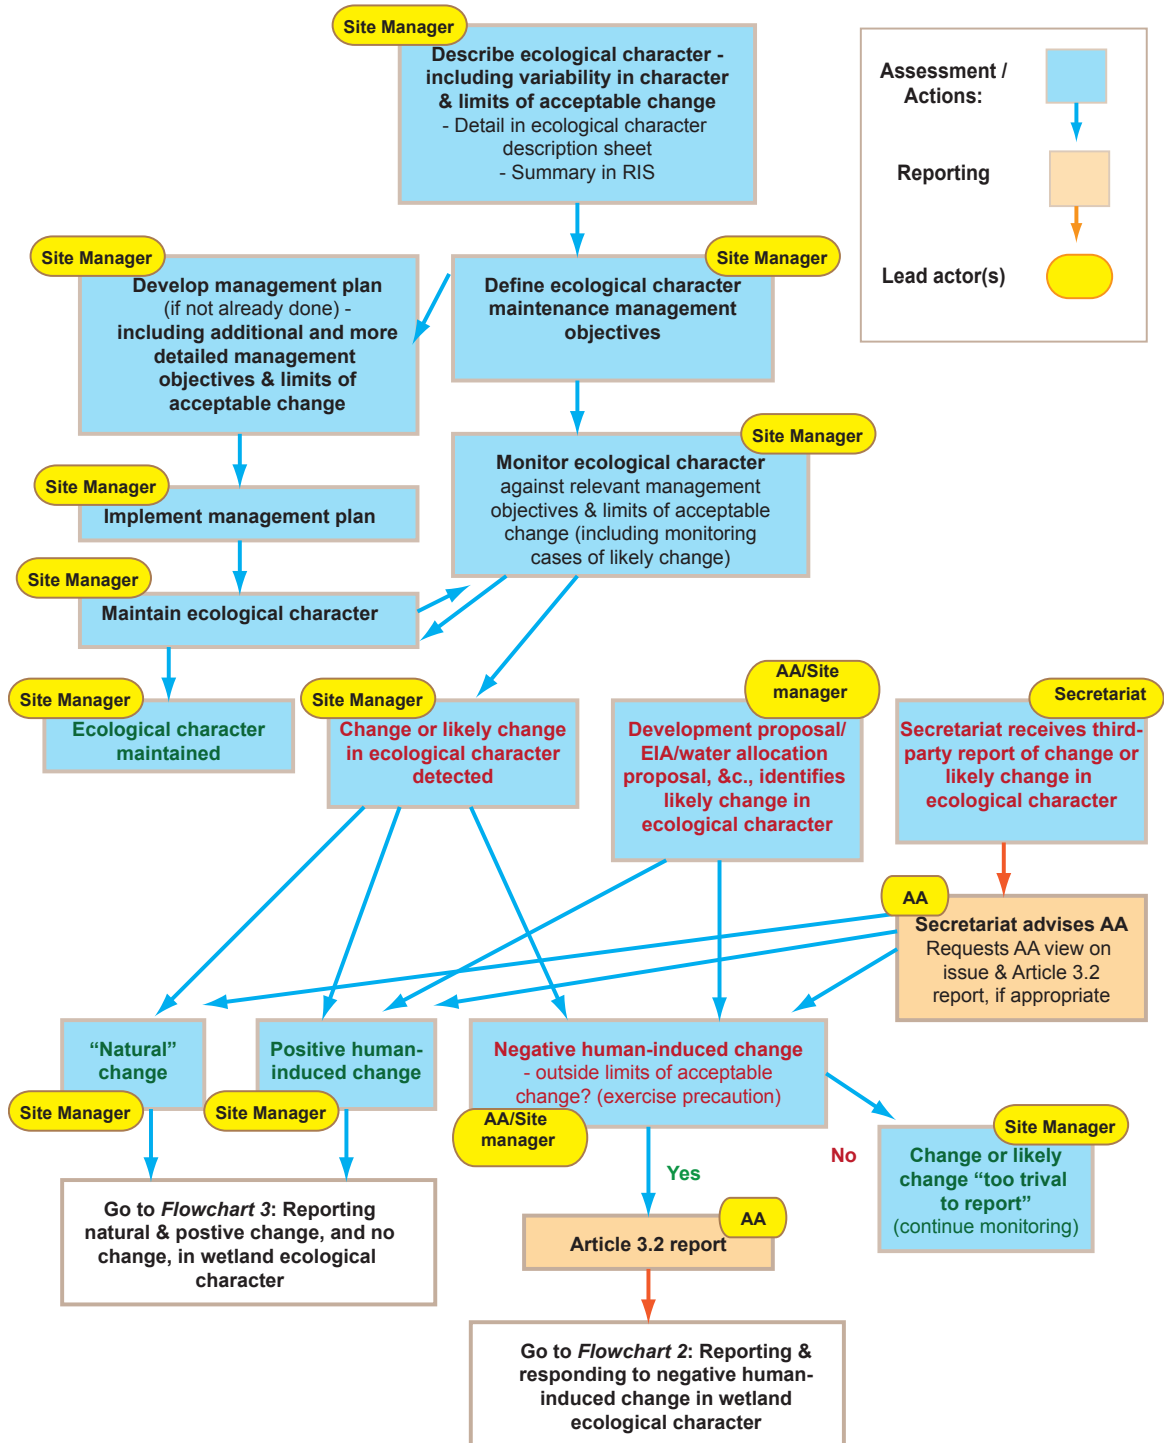 Site Manager
Describe ecological character -
including variability in character
& limits of acceptable change
- Detail in ecological character
description sheet
- Summary in RIS
Assessment /
Actions:
Reporting
Lead actor(s)
Site Manager
Develop management plan
(if not already done) -
including additional and more
detailed management
objectives & limits of
acceptable change
Site Manager
Define ecological character
maintenance management
objectives
Site Manager
Implement management plan
Site Manager
Monitor ecological character
against relevant management
objectives & limits of acceptable
change (including monitoring
cases of likely change)
Site Manager
Maintain ecological character
Site Manager
Ecological character
maintained
Site Manager
Change or likely change
in ecological character
detected
AA/Site
manager
Development proposal/
EIA/water allocation
proposal, &c., identifies
likely change in
ecological character
Secretariat
Secretariat receives third-
party report of change or
likely change in
ecological character
AA
Secretariat advises AA
Requests AA view on
issue & Article 3.2
report, if appropriate
“Natural”
change
Site Manager
Positive human-
induced change
Site Manager
Negative human-induced change
- outside limits of acceptable
change? (exercise precaution)
AA/Site
manager
Yes
No
Site Manager
Change or likely
change “too trival
to report”
(continue monitoring)
Go to Flowchart 3: Reporting
natural & postive change, and no
change, in wetland ecological
character
AA
Article 3.2 report
Go to Flowchart 2: Reporting &
responding to negative human-
induced change in wetland
ecological character